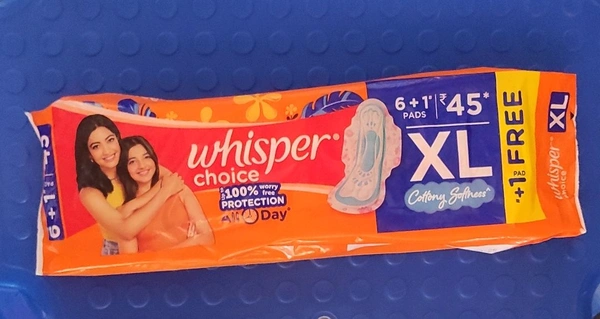 6+1
whisper
choice
100% worry free
PROTECTION
All Day*
6+1#
PADS
₹45*
XL
Cottony Softness^
+1 PAD FREE
XL
whisper
choice